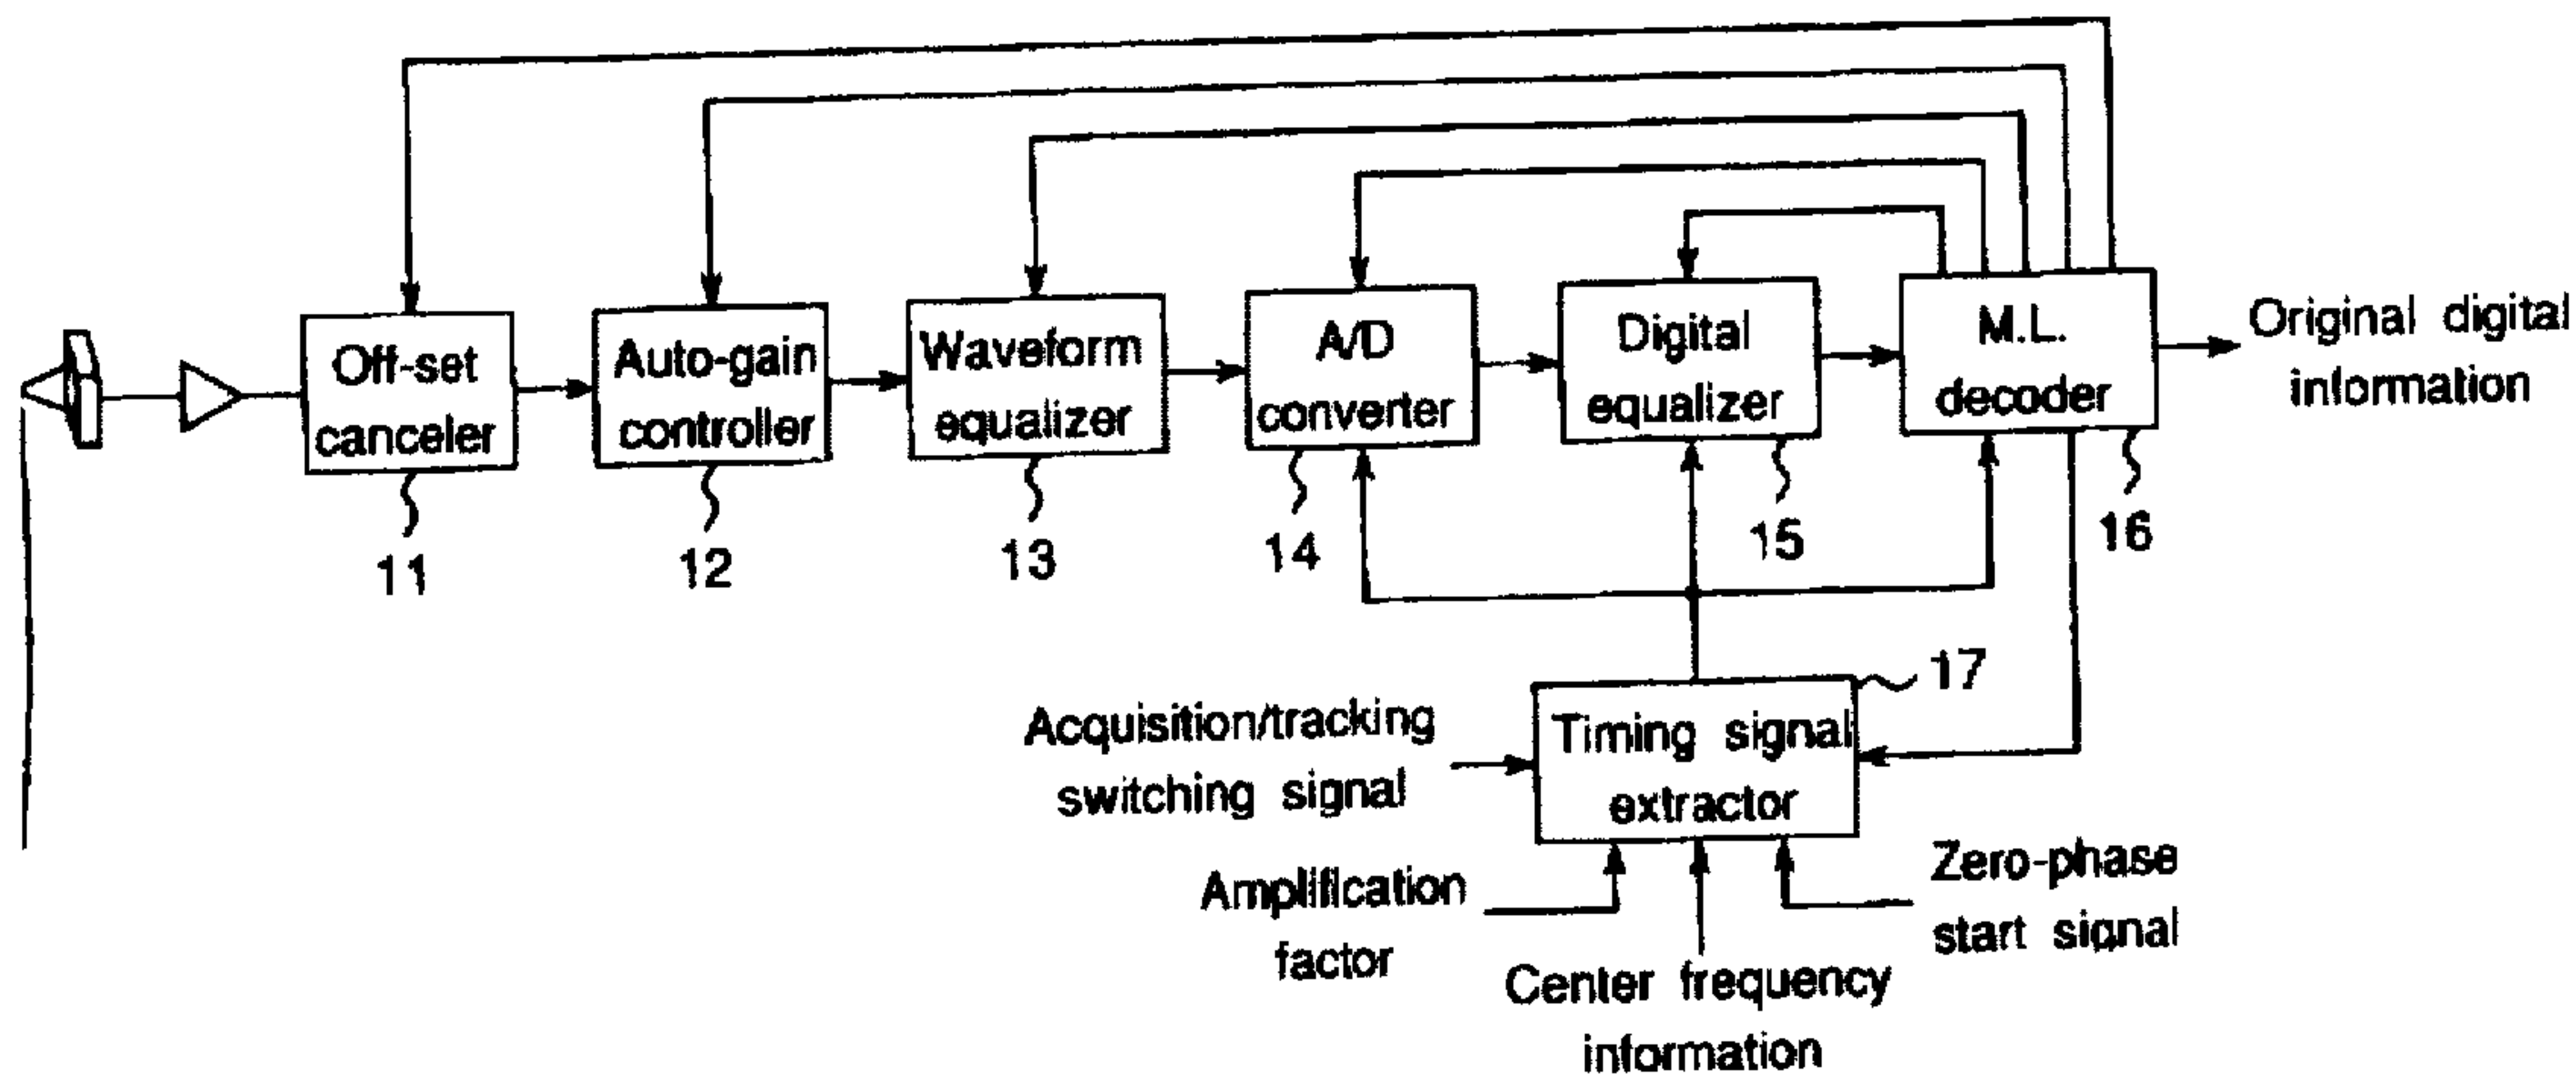 Off-set
canceler
11
Auto-gain
controller
12
Waveform
equalizer
13
A/D
converter
14
Digital
equalizer
15
M.L.
decoder
16
Original digital
information
Timing signal
extractor
17
Acquisition/tracking
switching signal
Amplification
factor
Center frequency
information
Zero-phase
start signal